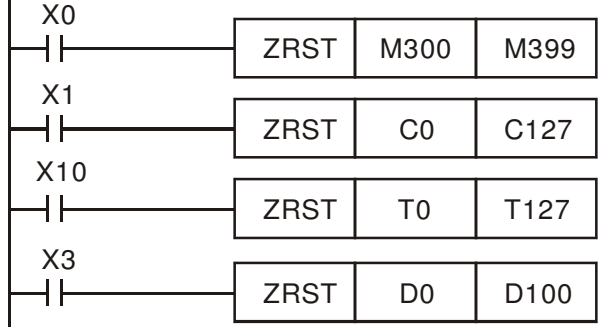 X0
ZRST M300 M399
X1
ZRST C0 C127
X10
ZRST T0 T127
X3
ZRST D0 D100